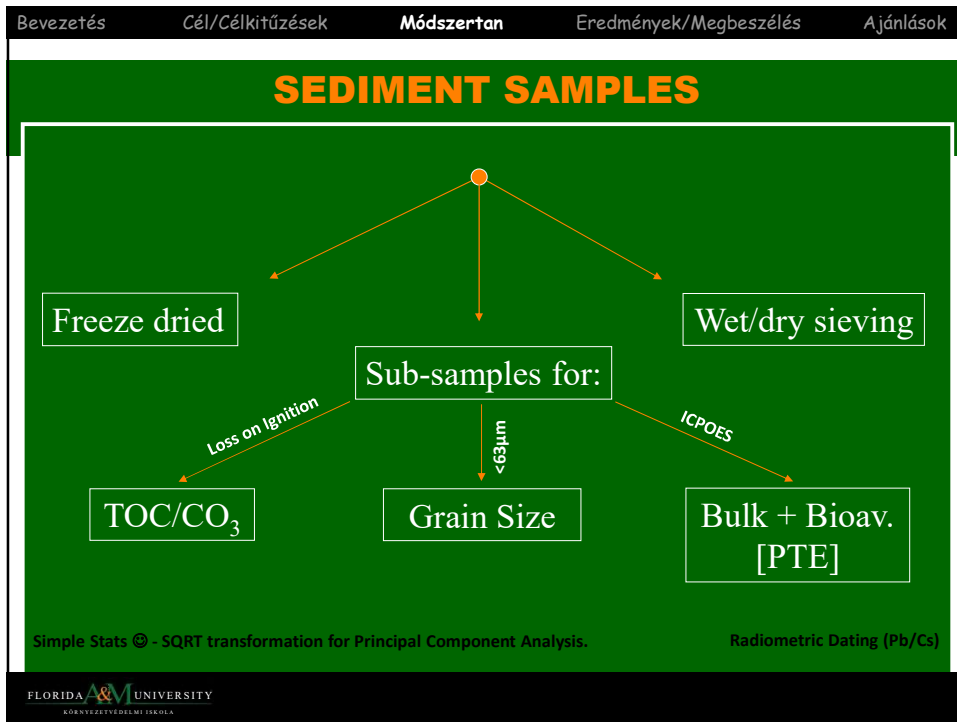 Bevezetés Cél/Célkitűzések Módszertan Eredmények/Megbeszélés Ajánlások
SEDIMENT SAMPLES
Freeze dried
Wet/dry sieving
Sub-samples for:
Loss on Ignition
<63µm
ICPOES
TOC/CO₃
Grain Size
Bulk + Bioav.
[PTE]
Simple Stats ☺ - SQRT transformation for Principal Component Analysis.
Radiometric Dating (Pb/Cs)
FLORIDA A&M UNIVERSITY
KÖRNYEZETVÉDELMI ISKOLA